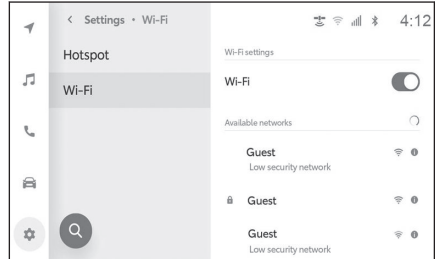 < Settings • Wi-Fi
4:12
Hotspot
Wi-Fi
Wi-Fi settings
Wi-Fi
Available networks
Guest
Low security network
Guest
Guest
Low security network